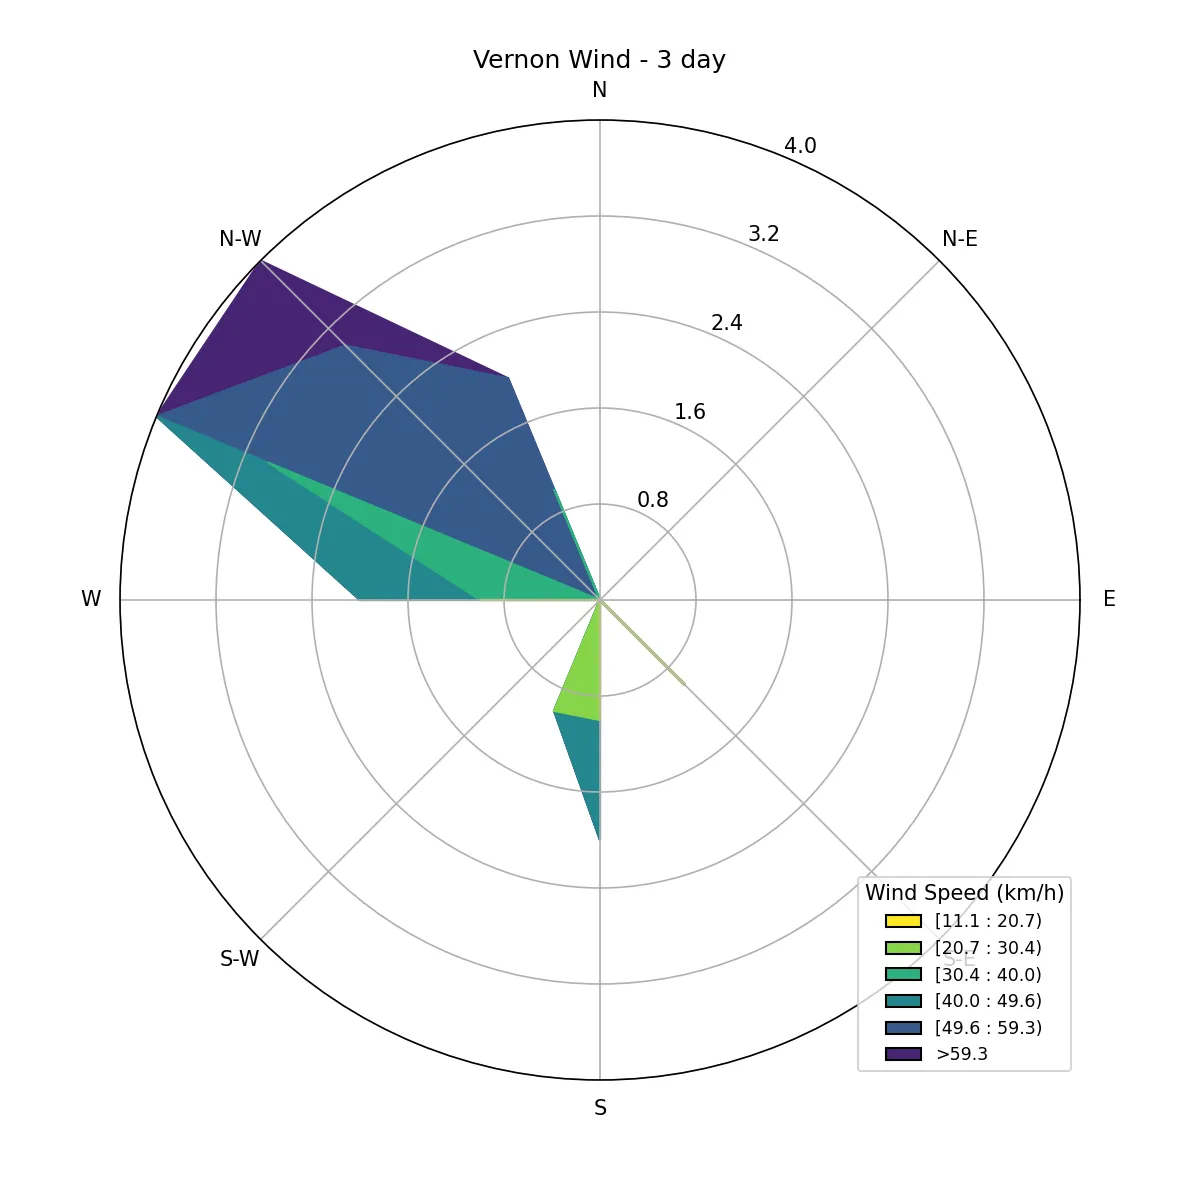 Vernon Wind - 3 day
N
4.0
N-W
3.2
N-E
2.4
1.6
0.8
W
E
Wind Speed (km/h)
[11.1 : 20.7)
[20.7 : 30.4)
S-W
S-E
[30.4 : 40.0)
[40.0 : 49.6)
[49.6 : 59.3)
>59.3
S